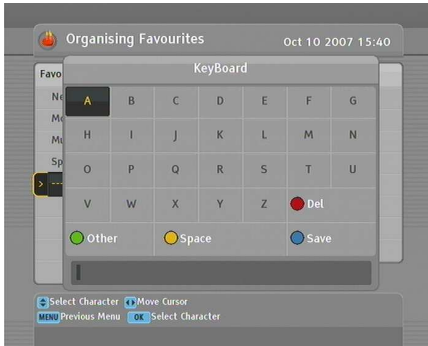 Organising Favourites
Oct 10 2007 15:40
Favo
KeyBoard
Ne
A B C D E F G
Mo
H I J K L M N
Mu
Sp
O P Q R S T U
> ---
V W X Y Z Del
Other Space Save
Select Character Move Cursor
MENU Previous Menu OK Select Character